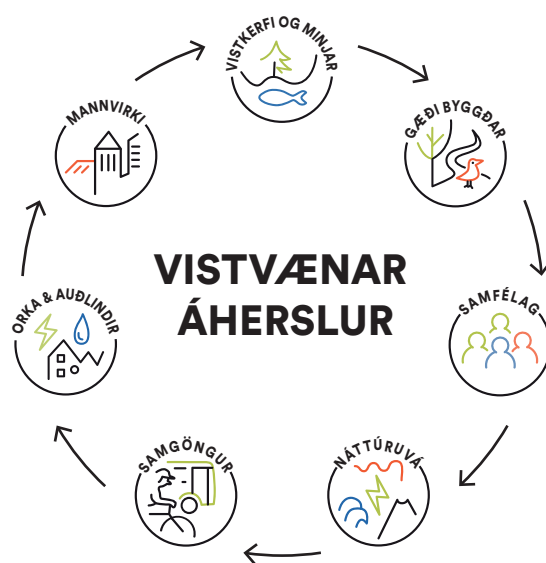 VISTKERFI OG MINJAR
GÆÐI BYGGÐAR
SAMFÉLAG
NÁTTÚRUVÁ
SAMGÖNGUR
ORKA & AUÐLINDIR
MANNVIRKI
VISTVÆNAR
ÁHERSLUR